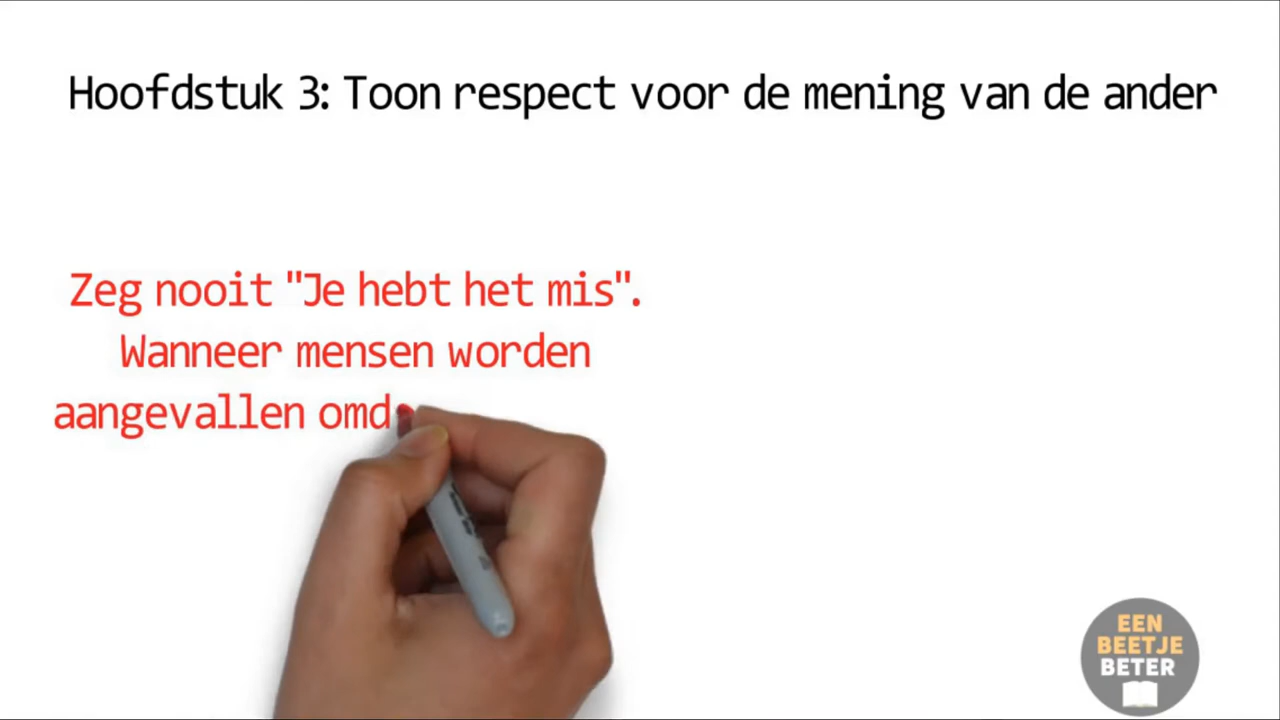 Hoofdstuk 3: Toon respect voor de mening van de ander
Zeg nooit "Je hebt het mis".
Wanneer mensen worden
aangevallen
EEN
BEETJE
BETER